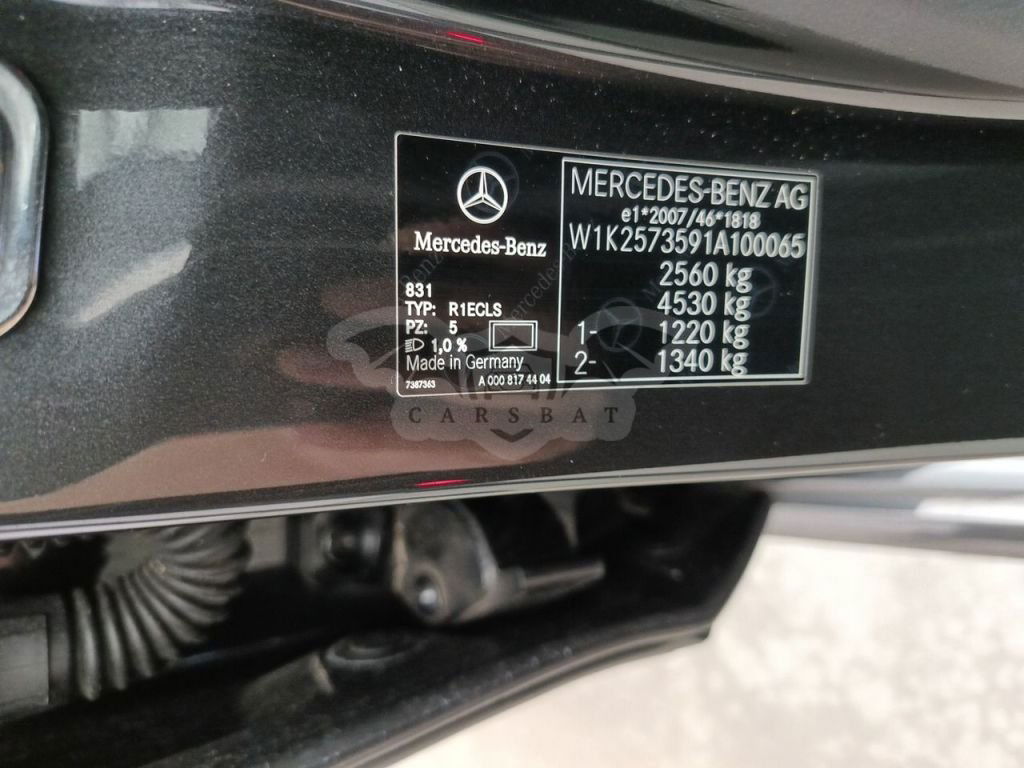 Mercedes-Benz
831
TYP: R1ECLS
PZ: 5
1,0 %
Made in Germany
7387363 A 000 817 44 04
MERCEDES-BENZ AG
e1*2007/46*1818
W1K2573591A100065
2560 kg
4530 kg
1- 1220 kg
2- 1340 kg
CARSBAT